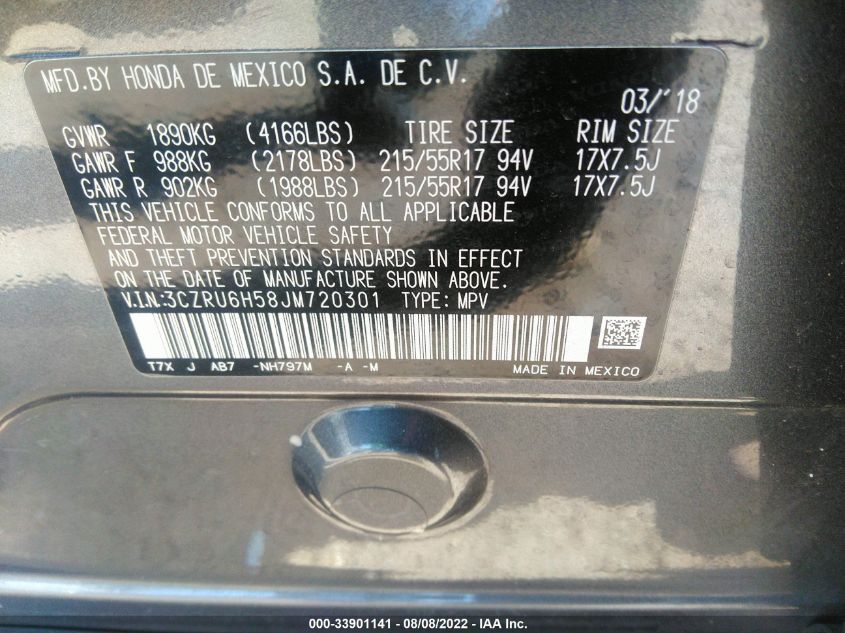 MFD.BY HONDA DE MEXICO S.A. DE C.V.
03/'18
GVWR 1890KG (4166LBS) TIRE SIZE RIM SIZE
GAWR F 988KG (2178LBS) 215/55R17 94V 17X7.5J
GAWR R 902KG (1988LBS) 215/55R17 94V 17X7.5J
THIS VEHICLE CONFORMS TO ALL APPLICABLE
FEDERAL MOTOR VEHICLE SAFETY
AND THEFT PREVENTION STANDARDS IN EFFECT
ON THE DATE OF MANUFACTURE SHOWN ABOVE.
V.I.N.:3CZRU6H58JM720301 TYPE: MPV
T7X J AB7 -NH797M -A -M MADE IN MEXICO
000-33901141 - 08/08/2022 - IAA Inc.